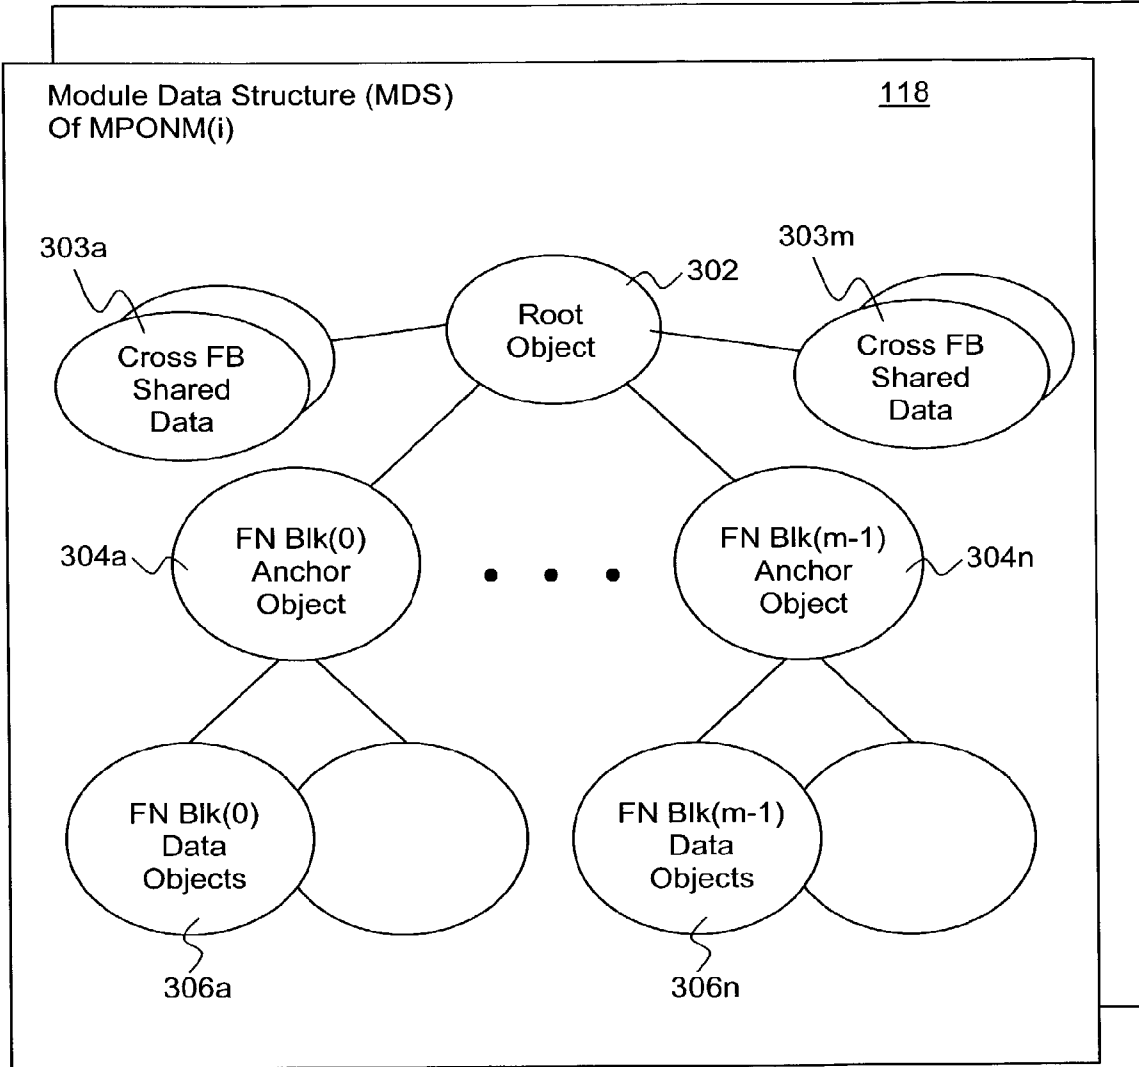 Module Data Structure (MDS)
Of MPONM(i)
118
303a
302
303m
Root
Object
Cross FB
Shared
Data
Cross FB
Shared
Data
304a
FN Blk(0)
Anchor
Object
FN Blk(m-1)
Anchor
Object
304n
FN Blk(0)
Data
Objects
FN Blk(m-1)
Data
Objects
306a
306n